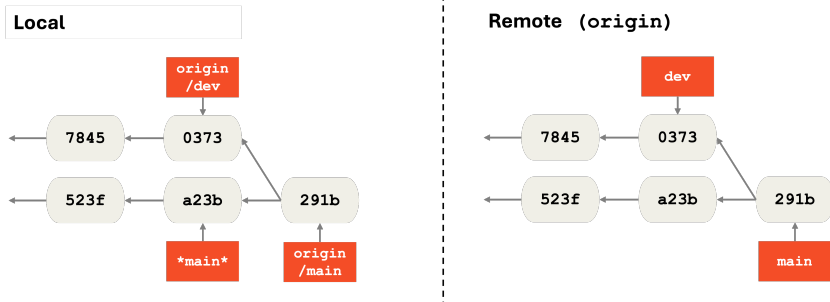 Local
Remote (origin)
origin
/dev
dev
7845
0373
7845
0373
523f
a23b
291b
523f
a23b
291b
*main*
origin
/main
main